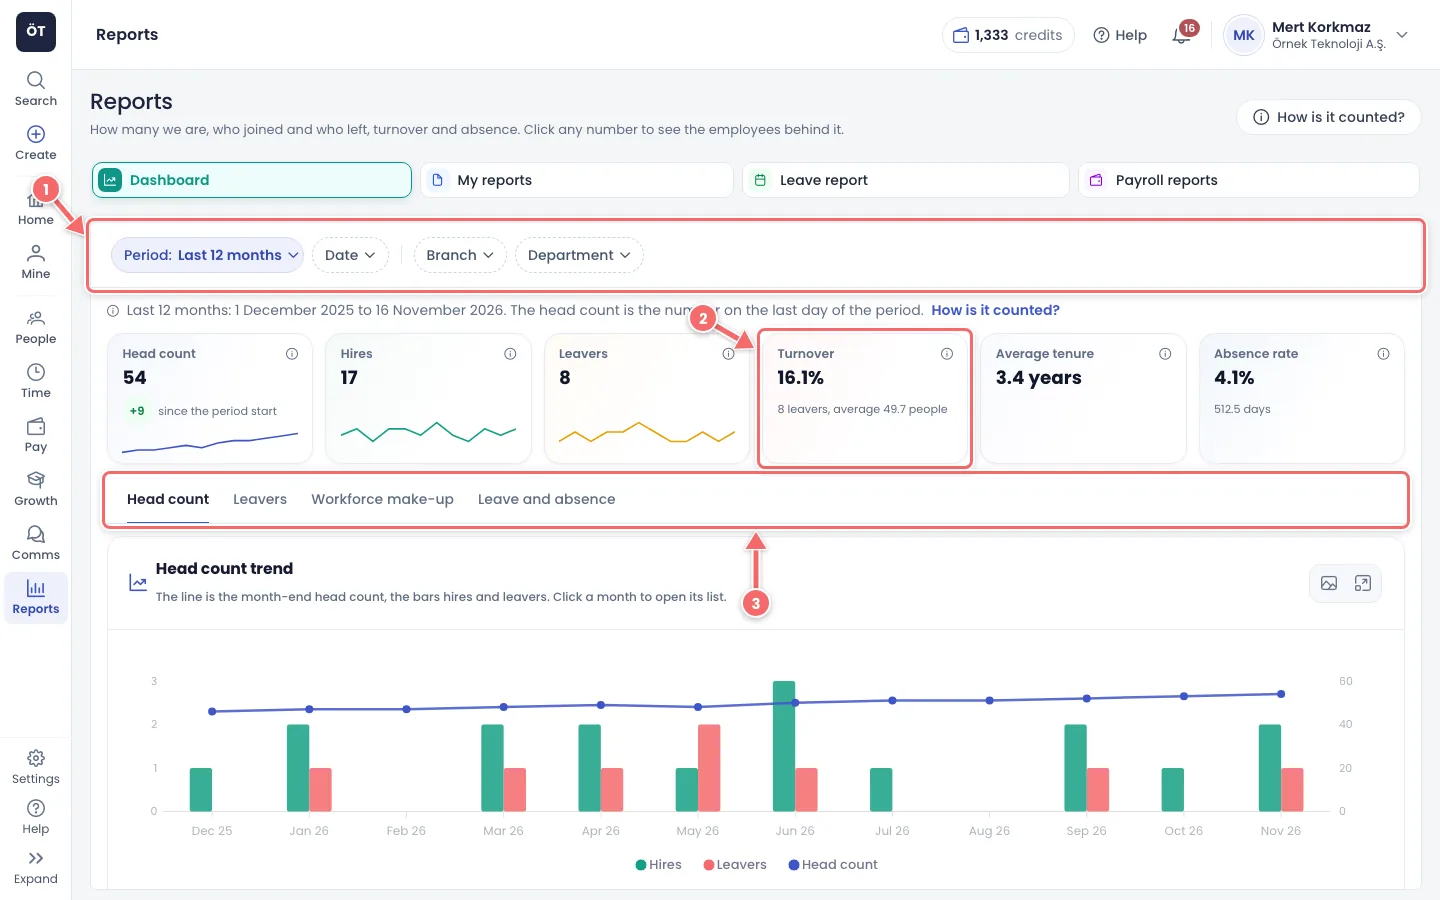 ÖT
Reports
1,333 credits
Help
16
MK
Mert Korkmaz
Örnek Teknoloji A.Ş.
Search
Create
Home
Mine
People
Time
Pay
Growth
Comms
Reports
Settings
Help
Expand
Reports
How many we are, who joined and who left, turnover and absence. Click any number to see the employees behind it.
How is it counted?
Dashboard
My reports
Leave report
Payroll reports
1
Period: Last 12 months
Date
Branch
Department
Last 12 months: 1 December 2025 to 16 November 2026. The head count is the on the last day of the period. How is it counted?
2
Head count
54
+9 since the period start
Hires
17
Leavers
8
Turnover
16.1%
8 leavers, average 49.7 people
Average tenure
3.4 years
Absence rate
4.1%
512.5 days
Head count
Leavers
Workforce make-up
Leave and absence
3
Head count trend
The line is the month-end head count, the bars hires and leavers. Click a month to open its list.
3
2
1
0
60
40
20
0
Dec 25
Jan 26
Feb 26
Mar 26
Apr 26
May 26
Jun 26
Jul 26
Aug 26
Sep 26
Oct 26
Nov 26
Hires
Leavers
Head count